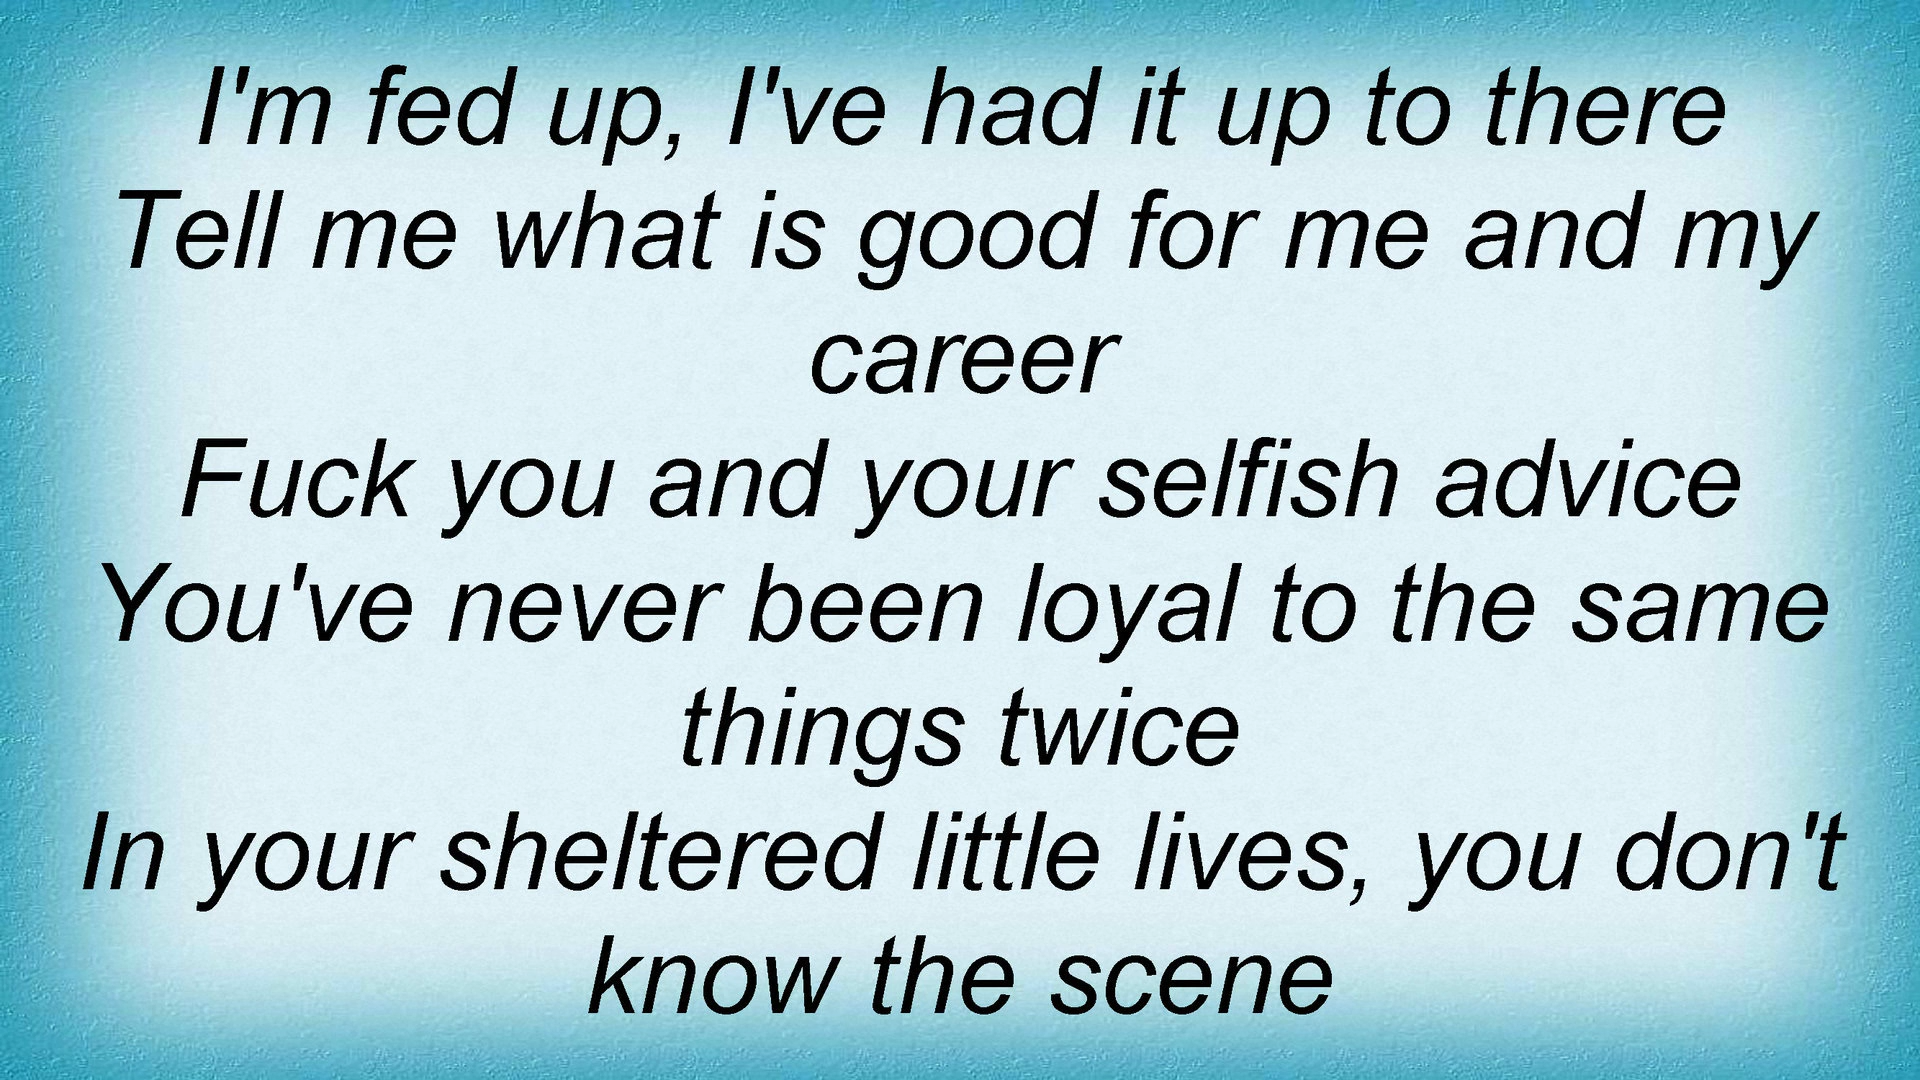 I'm fed up, I've had it up to there
Tell me what is good for me and my
career
Fuck you and your selfish advice
You've never been loyal to the same
things twice
In your sheltered little lives, you don't
know the scene